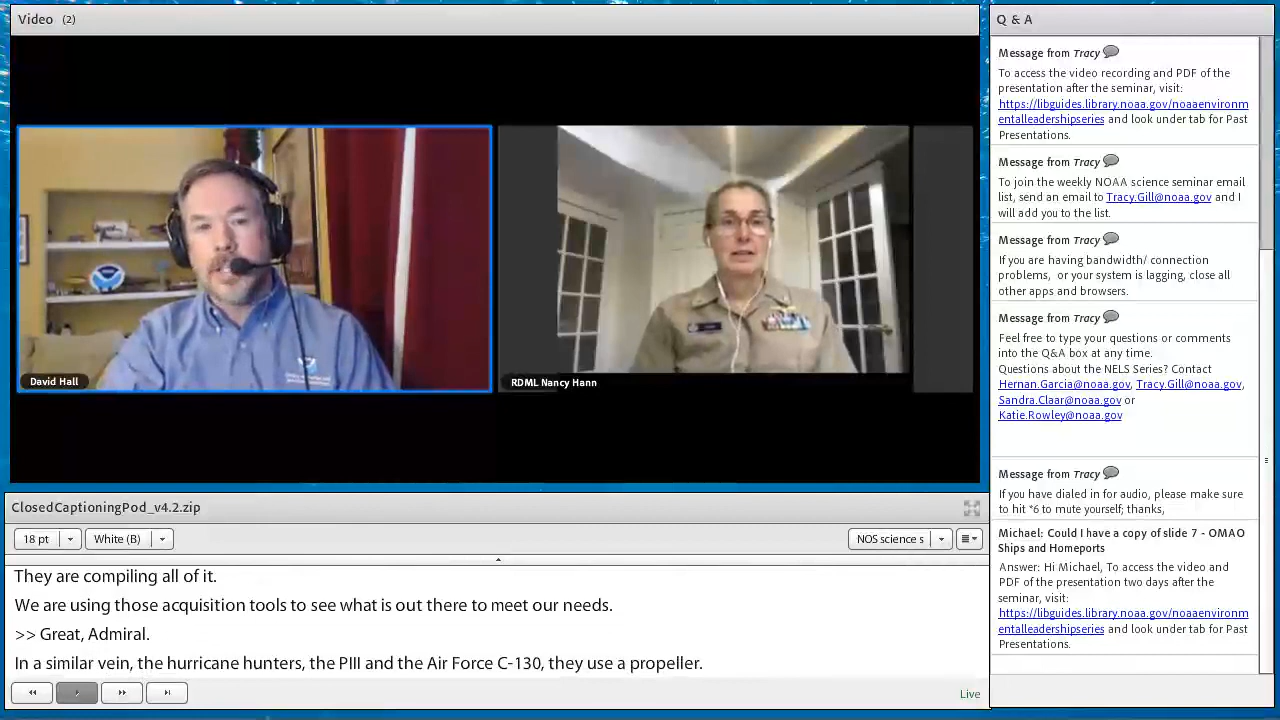 Video (2)
David Hall
RDML Nancy Hann
ClosedCaptioningPod_v4.2.zip
18 pt
White (B)
NOS science s
They are compiling all of it.
We are using those acquisition tools to see what is out there to meet our needs.
>> Great, Admiral.
In a similar vein, the hurricane hunters, the PIII and the Air Force C-130, they use a propeller.
Live
Q & A
Message from Tracy
To access the video recording and PDF of the
presentation after the seminar, visit:
https://libguides.library.noaa.gov/noaaenvironm
entalleadershipseries and look under tab for Past
Presentations.
Message from Tracy
To join the weekly NOAA science seminar email
list, send an email to Tracy.Gill@noaa.gov and I
will add you to the list.
Message from Tracy
If you are having bandwidth/ connection
problems, or your system is lagging, close all
other apps and browsers.
Message from Tracy
Feel free to type your questions or comments
into the Q&A box at any time.
Questions about the NELS Series? Contact
Hernan.Garcia@noaa.gov, Tracy.Gill@noaa.gov,
Sandra.Claar@noaa.gov or
Katie.Rowley@noaa.gov
Message from Tracy
If you have dialed in for audio, please make sure
to hit *6 to mute yourself; thanks,
Michael: Could I have a copy of slide 7 - OMAO
Ships and Homeports
Answer: Hi Michael, To access the video and
PDF of the presentation two days after the
seminar, visit:
https://libguides.library.noaa.gov/noaaenvironm
entalleadershipseries and look under tab for Past
Presentations.